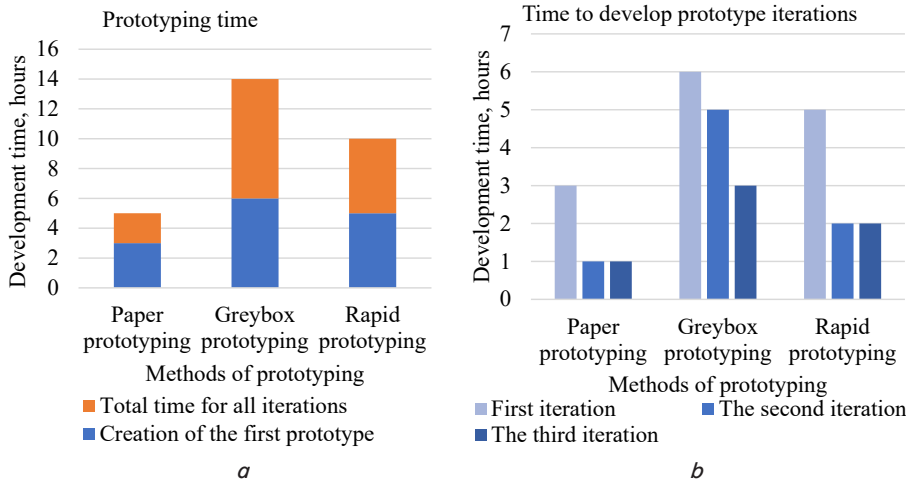 Prototyping time
Development time, hours
16
14
12
10
8
6
4
2
0
Paper prototyping
Greybox prototyping
Rapid prototyping
Methods of prototyping
Total time for all iterations
Creation of the first prototype
a
Time to develop prototype iterations
Development time, hours
7
6
5
4
3
2
1
0
Paper prototyping
Greybox prototyping
Rapid prototyping
Methods of prototyping
First iteration
The second iteration
The third iteration
b